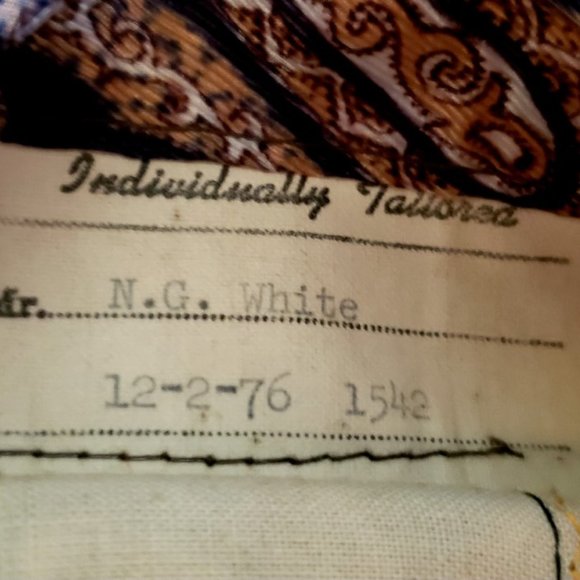 Individually Tailored
Mr. N.G. White
12-2-76 1542